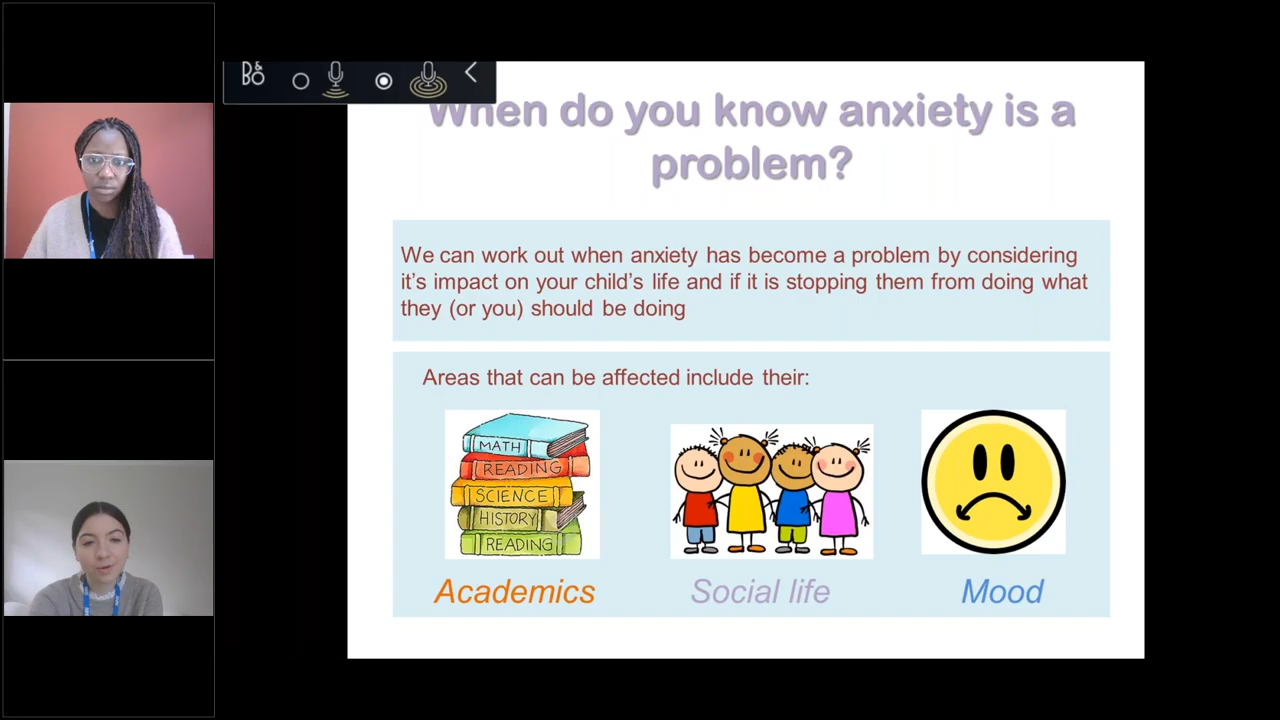 B&
BO
When do you know anxiety is a
problem?
We can work out when anxiety has become a problem by considering
it's impact on your child's life and if it is stopping them from doing what
they (or you) should be doing
Areas that can be affected include their:
MATH
READING
SCIENCE
HISTORY
READING
Academics
Social life
Mood